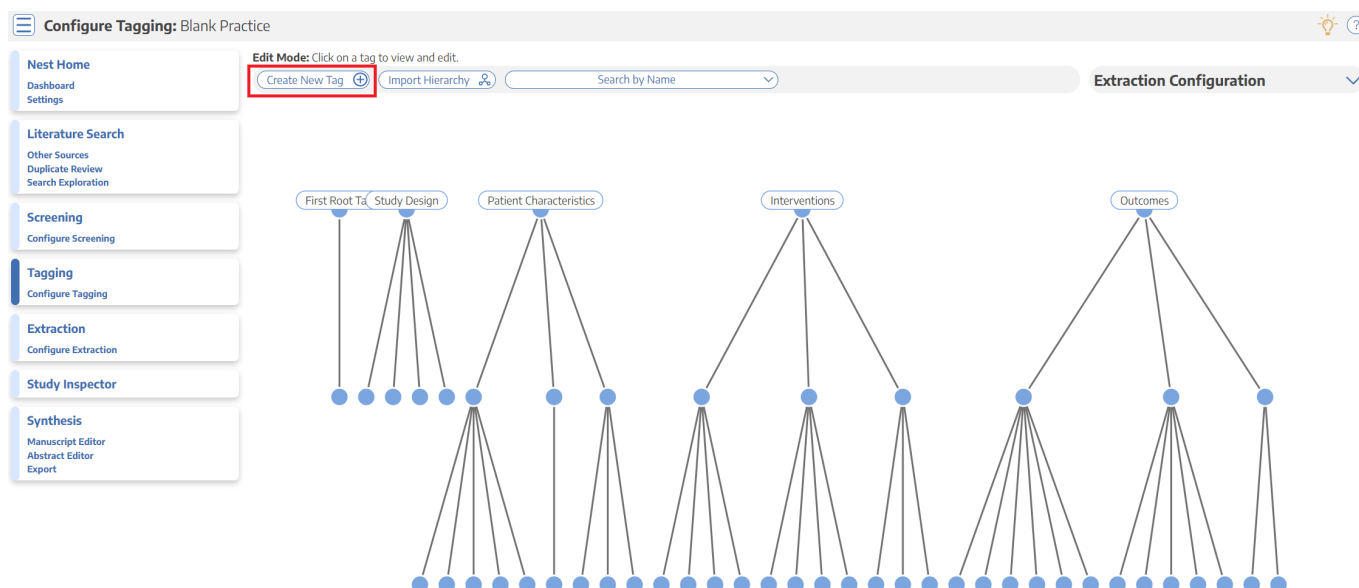 Configure Tagging: Blank Practice
Nest Home
Dashboard
Settings
Literature Search
Other Sources
Duplicate Review
Search Exploration
Screening
Configure Screening
Tagging
Configure Tagging
Extraction
Configure Extraction
Study Inspector
Synthesis
Manuscript Editor
Abstract Editor
Export
Edit Mode: Click on a tag to view and edit.
Create New Tag
Import Hierarchy
Search by Name
Extraction Configuration
First Root Ta
Study Design
Patient Characteristics
Interventions
Outcomes